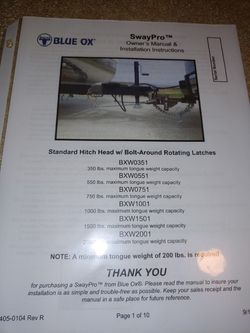 BLUE OX
SwayPro™
Owner's Manual &
Installation Instructions
Standard Hitch Head w/ Bolt-Around Rotating Latches
BXW0351
350 lbs. maximum tongue weight capacity
BXW0551
550 lbs. maximum tongue weight capacity
BXW0751
750 lbs. maximum tongue weight capacity
BXW1001
1000 lbs. maximum tongue weight capacity
BXW1501
1500 lbs. maximum tongue weight capacity
BXW2001
maximum tongue weight capacity
NOTE: A minimum tongue weight of 200 lbs. is required
THANK YOU
for purchasing a SwayPro™ from Blue Ox®. Please read the manual to insure your
installation is as simple and trouble-free as possible. Keep your sales receipt and the
manual in a safe place for future reference.
405-0104 Rev R
Page 1 of 10